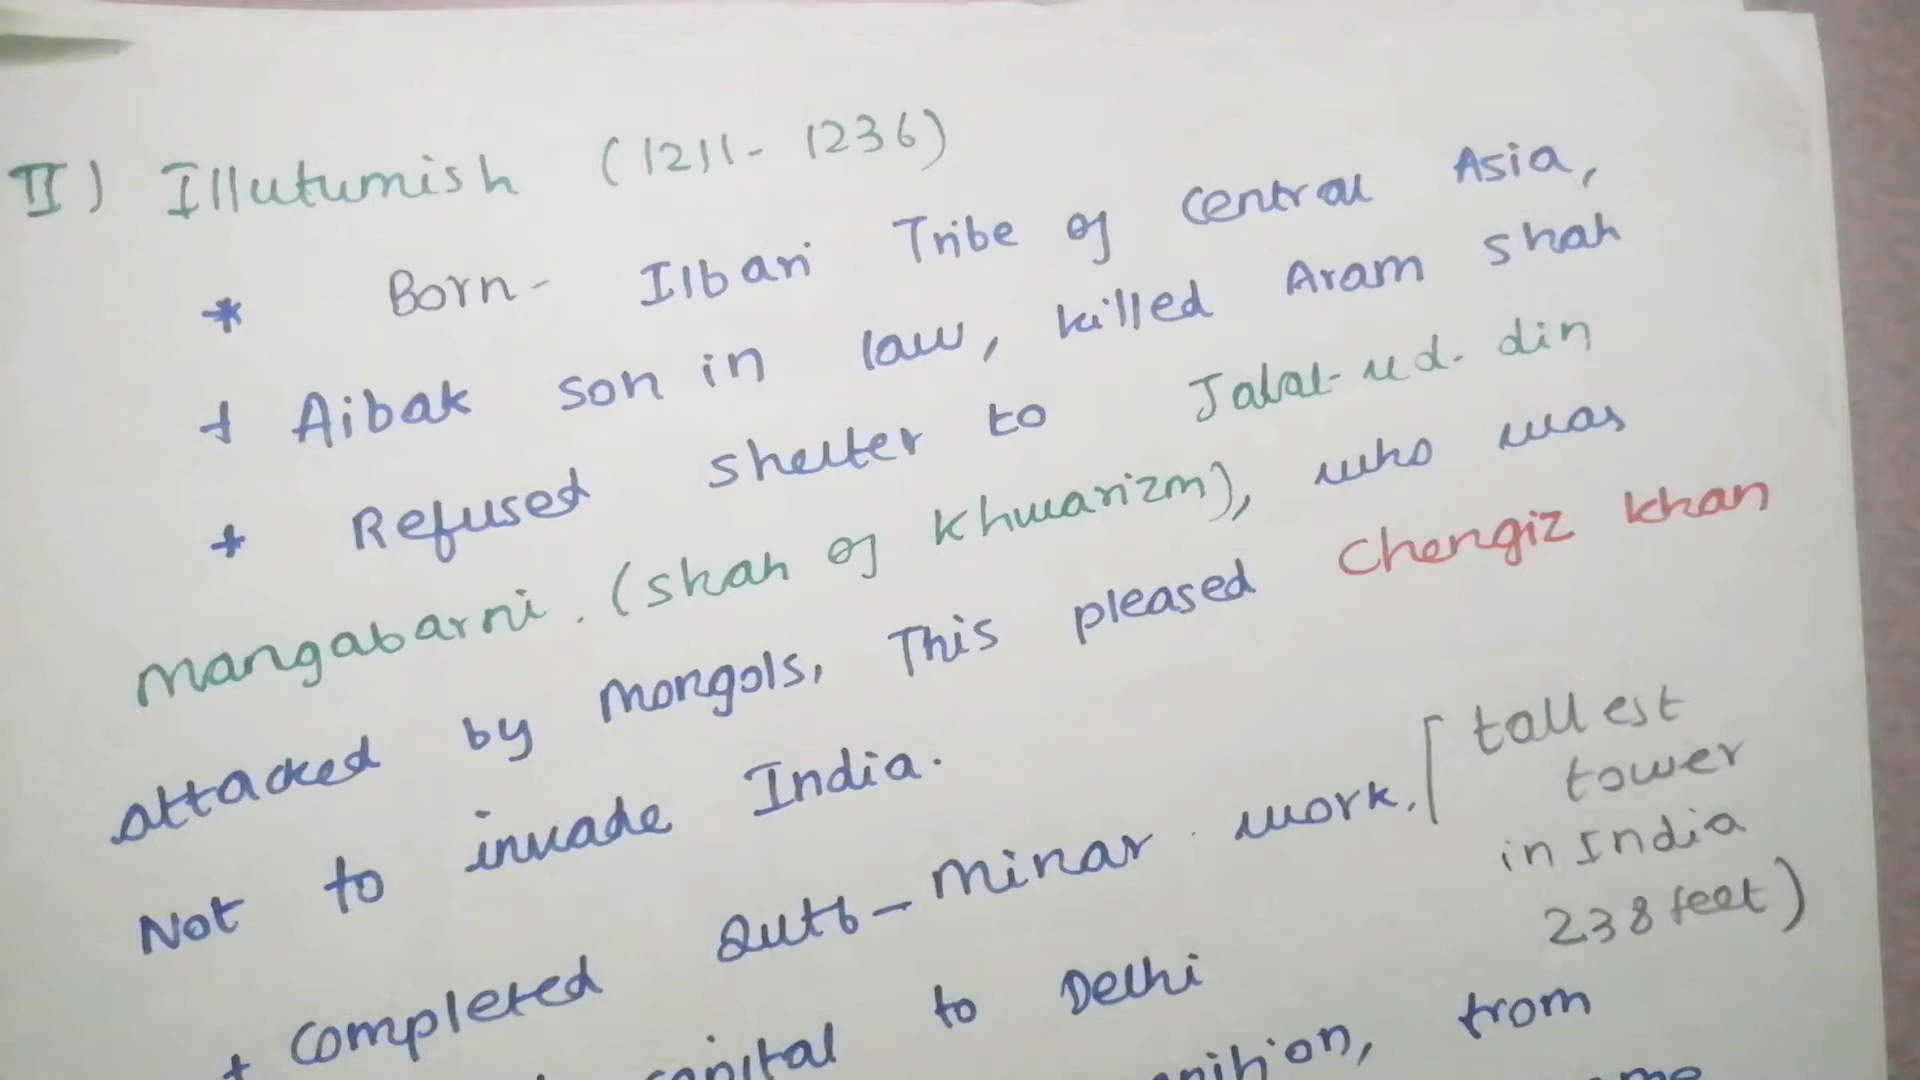 II) Illutumish (1211- 1236)
* Born- Ilbari Tribe of Central Asia,
+ Aibak son in law, killed Aram shah
+ Refused shelter to Jalal-ud-din
Mangabarni. (shah of Khwarizm), who was
attacked by Mongols, This pleased Chengiz khan
Not to invade India.
+ completed Qutb-Minar work. [tallest
tower
in India
238 feet)
capital to Delhi
from